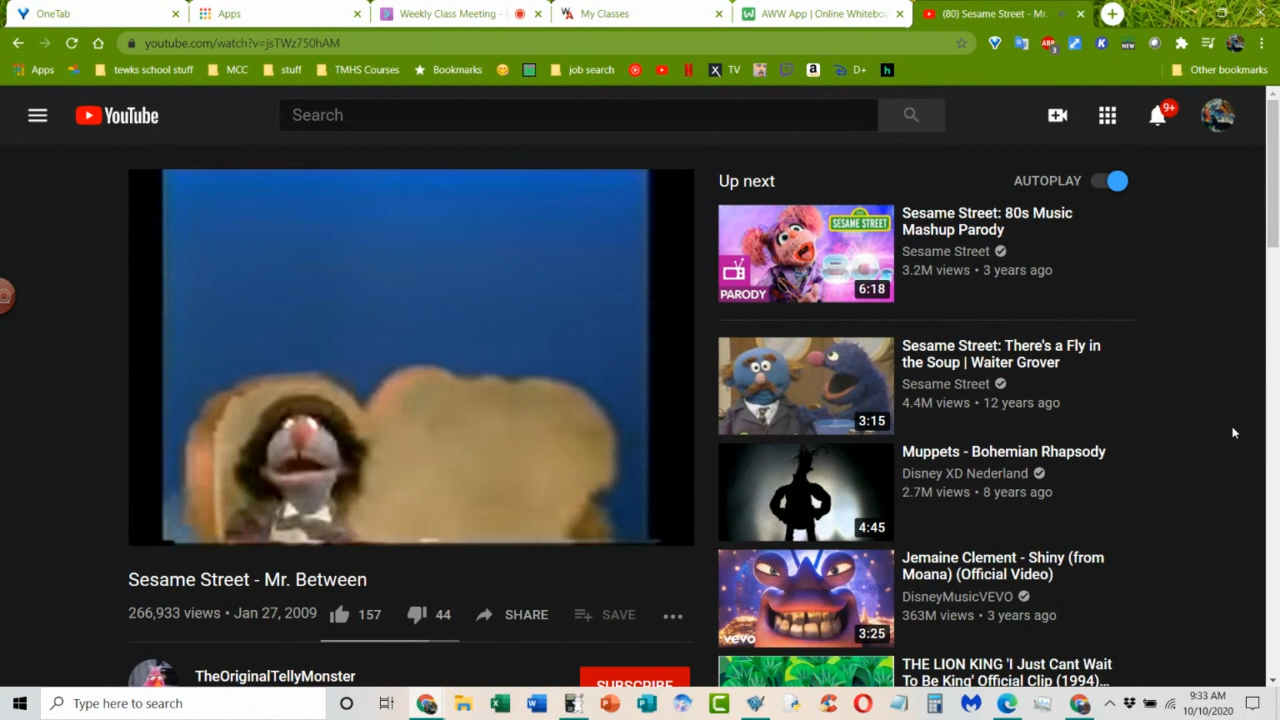 OneTab
Apps
Weekly Class Meeting -
My Classes
AWW App | Online Whiteboa
(80) Sesame Street - Mr.
youtube.com/watch?v=jsTWz750hAM
Apps
tewks school stuff
MCC
stuff
TMHS Courses
Bookmarks
job search
TV
D+
Other bookmarks
YouTube
Search
9+
Up next
AUTOPLAY
SESAME STREET
PARODY
6:18
Sesame Street: 80s Music
Mashup Parody
Sesame Street
3.2M views • 3 years ago
3:15
Sesame Street: There's a Fly in
the Soup | Waiter Grover
Sesame Street
4.4M views • 12 years ago
4:45
Muppets - Bohemian Rhapsody
Disney XD Nederland
2.7M views • 8 years ago
vevo
3:25
Jemaine Clement - Shiny (from
Moana) (Official Video)
DisneyMusicVEVO
363M views • 3 years ago
THE LION KING 'I Just Cant Wait
To Be King' Official Clip (1994)...
Sesame Street - Mr. Between
266,933 views • Jan 27, 2009
157
44
SHARE
SAVE
TheOriginalTellyMonster
SUBSCRIBE
Type here to search
9:33 AM
10/10/2020